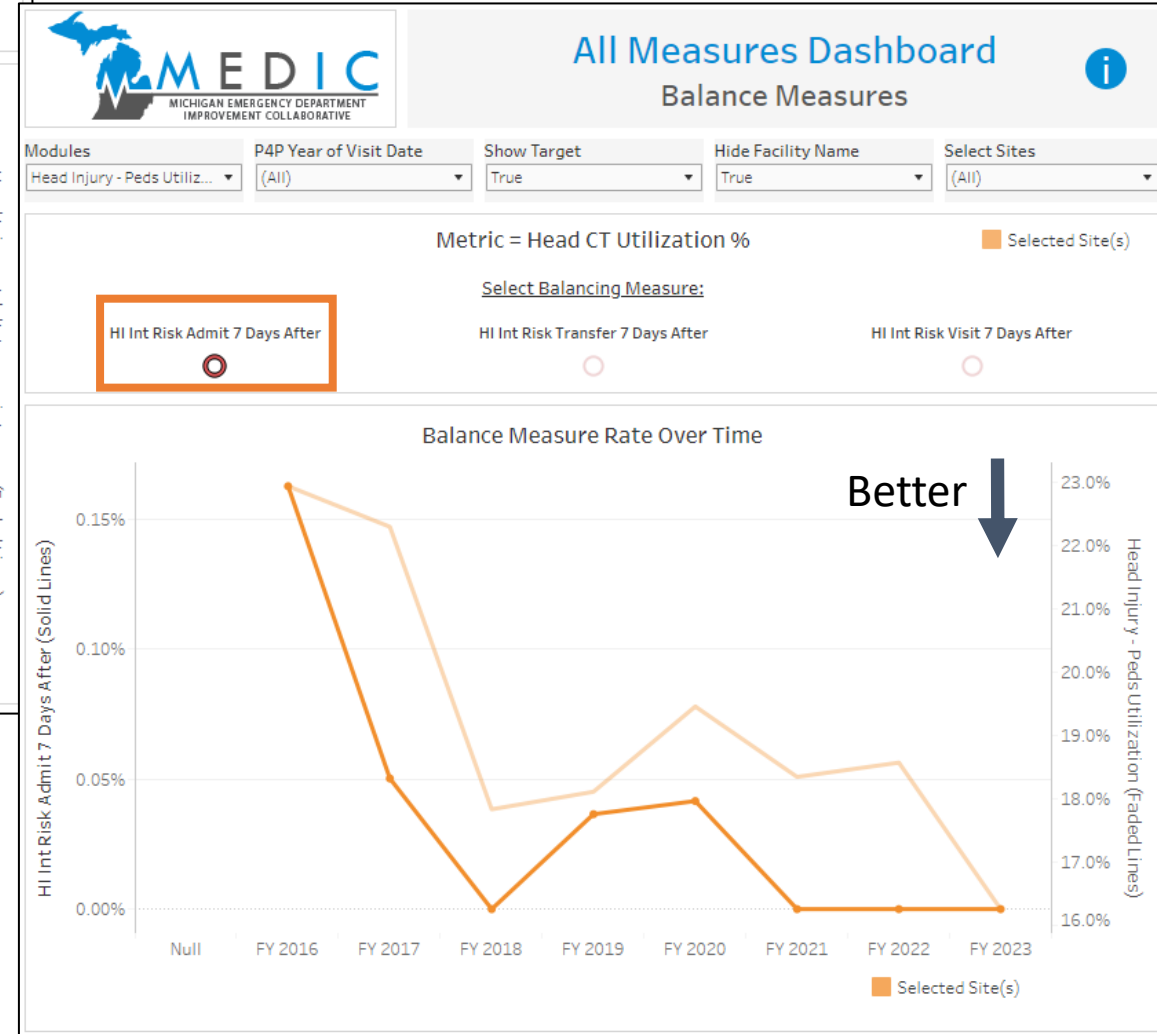 MEDIC
MICHIGAN EMERGENCY DEPARTMENT
IMPROVEMENT COLLABORATIVE
All Measures Dashboard
Balance Measures
i
Modules
Head Injury - Peds Utiliz...
P4P Year of Visit Date
(All)
Show Target
True
Hide Facility Name
True
Select Sites
(All)
Metric = Head CT Utilization %
Selected Site(s)
Select Balancing Measure:
HI Int Risk Admit 7 Days After
HI Int Risk Transfer 7 Days After
HI Int Risk Visit 7 Days After
Balance Measure Rate Over Time
Better
HI Int Risk Admit 7 Days After (Solid Lines)
0.15%
0.10%
0.05%
0.00%
23.0%
22.0%
21.0%
20.0%
19.0%
18.0%
17.0%
16.0%
Head Injury - Peds Utilization (Faded Lines)
Null FY 2016 FY 2017 FY 2018 FY 2019 FY 2020 FY 2021 FY 2022 FY 2023
Selected Site(s)